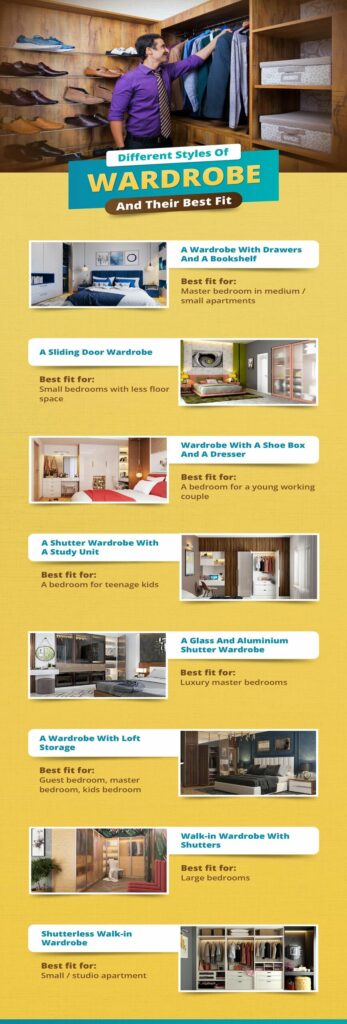 Different Styles Of
WARDROBE
And Their Best Fit
A Wardrobe With Drawers
And A Bookshelf
Best fit for:
Master bedroom in medium /
small apartments
A Sliding Door Wardrobe
Best fit for:
Small bedrooms with less floor
space
Wardrobe With A Shoe Box
And A Dresser
Best fit for:
A bedroom for a young working
couple
A Shutter Wardrobe With
A Study Unit
Best fit for:
A bedroom for teenage kids
A Glass And Aluminium
Shutter Wardrobe
Best fit for:
Luxury master bedrooms
A Wardrobe With Loft
Storage
Best fit for:
Guest bedroom, master
bedroom, kids bedroom
Walk-in Wardrobe With
Shutters
Best fit for:
Large bedrooms
Shutterless Walk-in
Wardrobe
Best fit for:
Small / studio apartment